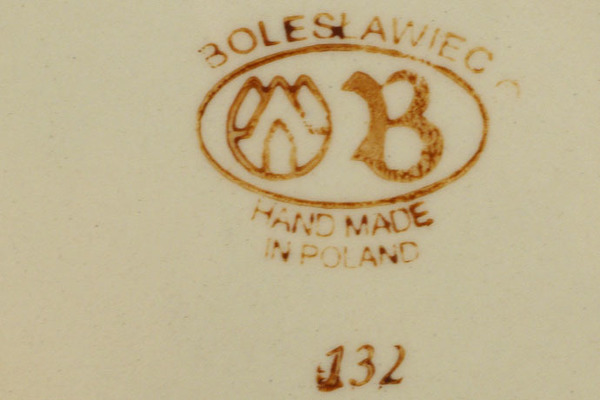 BOLESŁAWIEC
B
HAND MADE
IN POLAND
132